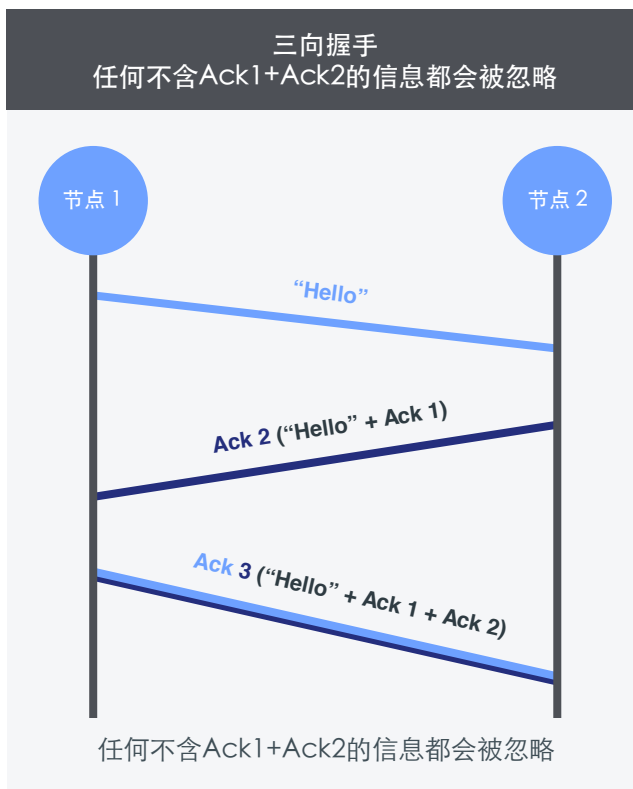 三向握手
任何不含Ack1+Ack2的信息都会被忽略
节点 1
节点 2
“Hello”
Ack 2 (“Hello” + Ack 1)
Ack 3 (“Hello” + Ack 1 + Ack 2)
任何不含Ack1+Ack2的信息都会被忽略